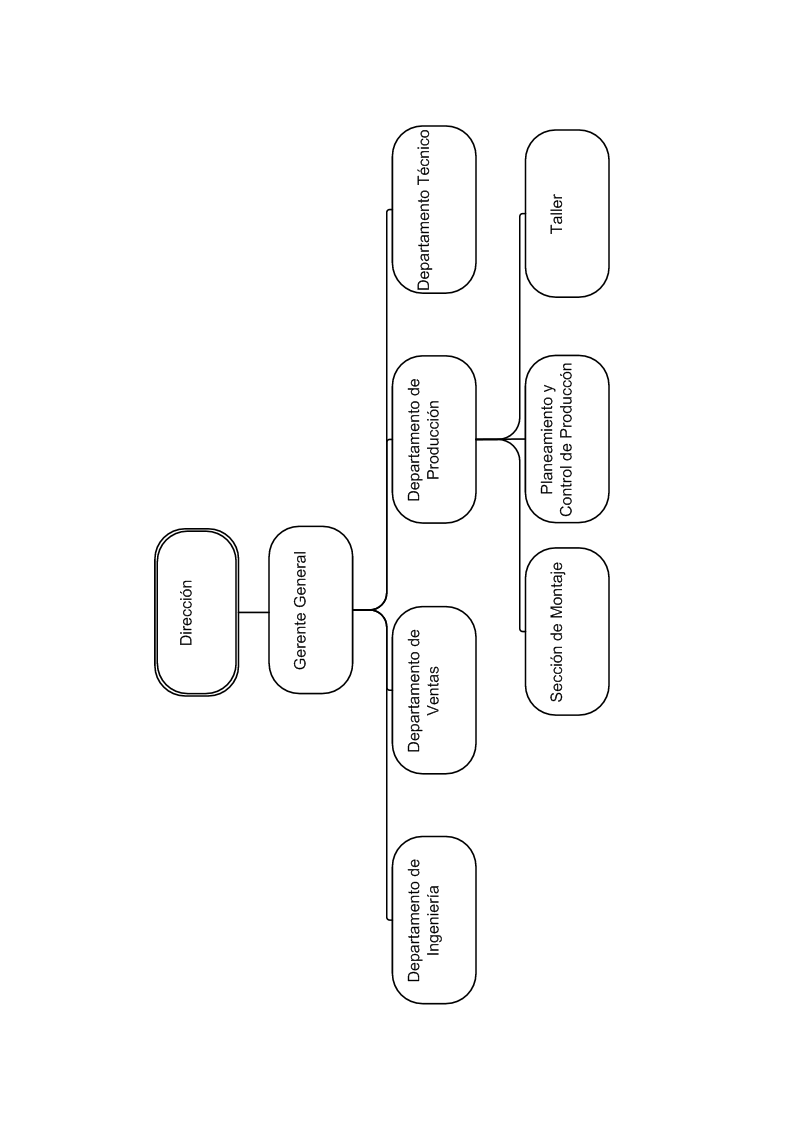 Dirección
Gerente General
Departamento de
Ingeniería
Departamento de
Ventas
Departamento de
Producción
Departamento Técnico
Sección de Montaje
Planeamiento y
Control de Produccón
Taller